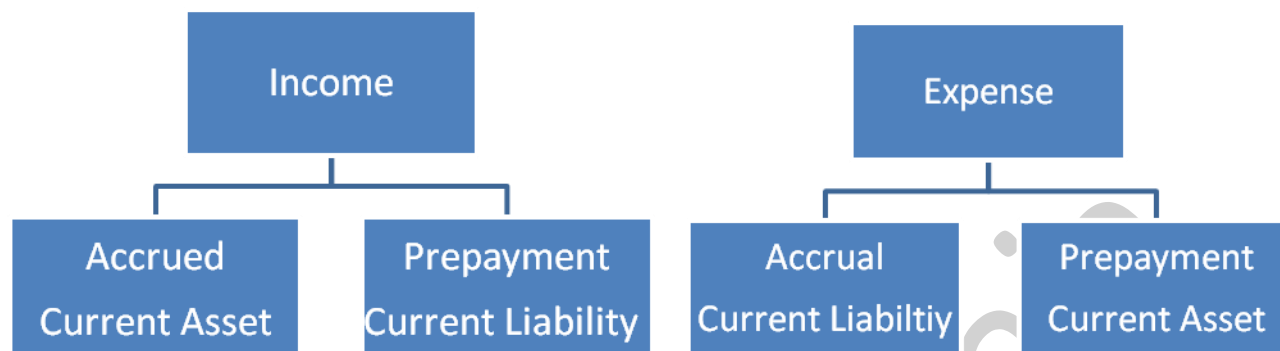 Income
Expense
Accrued
Current Asset
Prepayment
Current Liability
Accrual
Current Liabiltiy
Prepayment
Current Asset